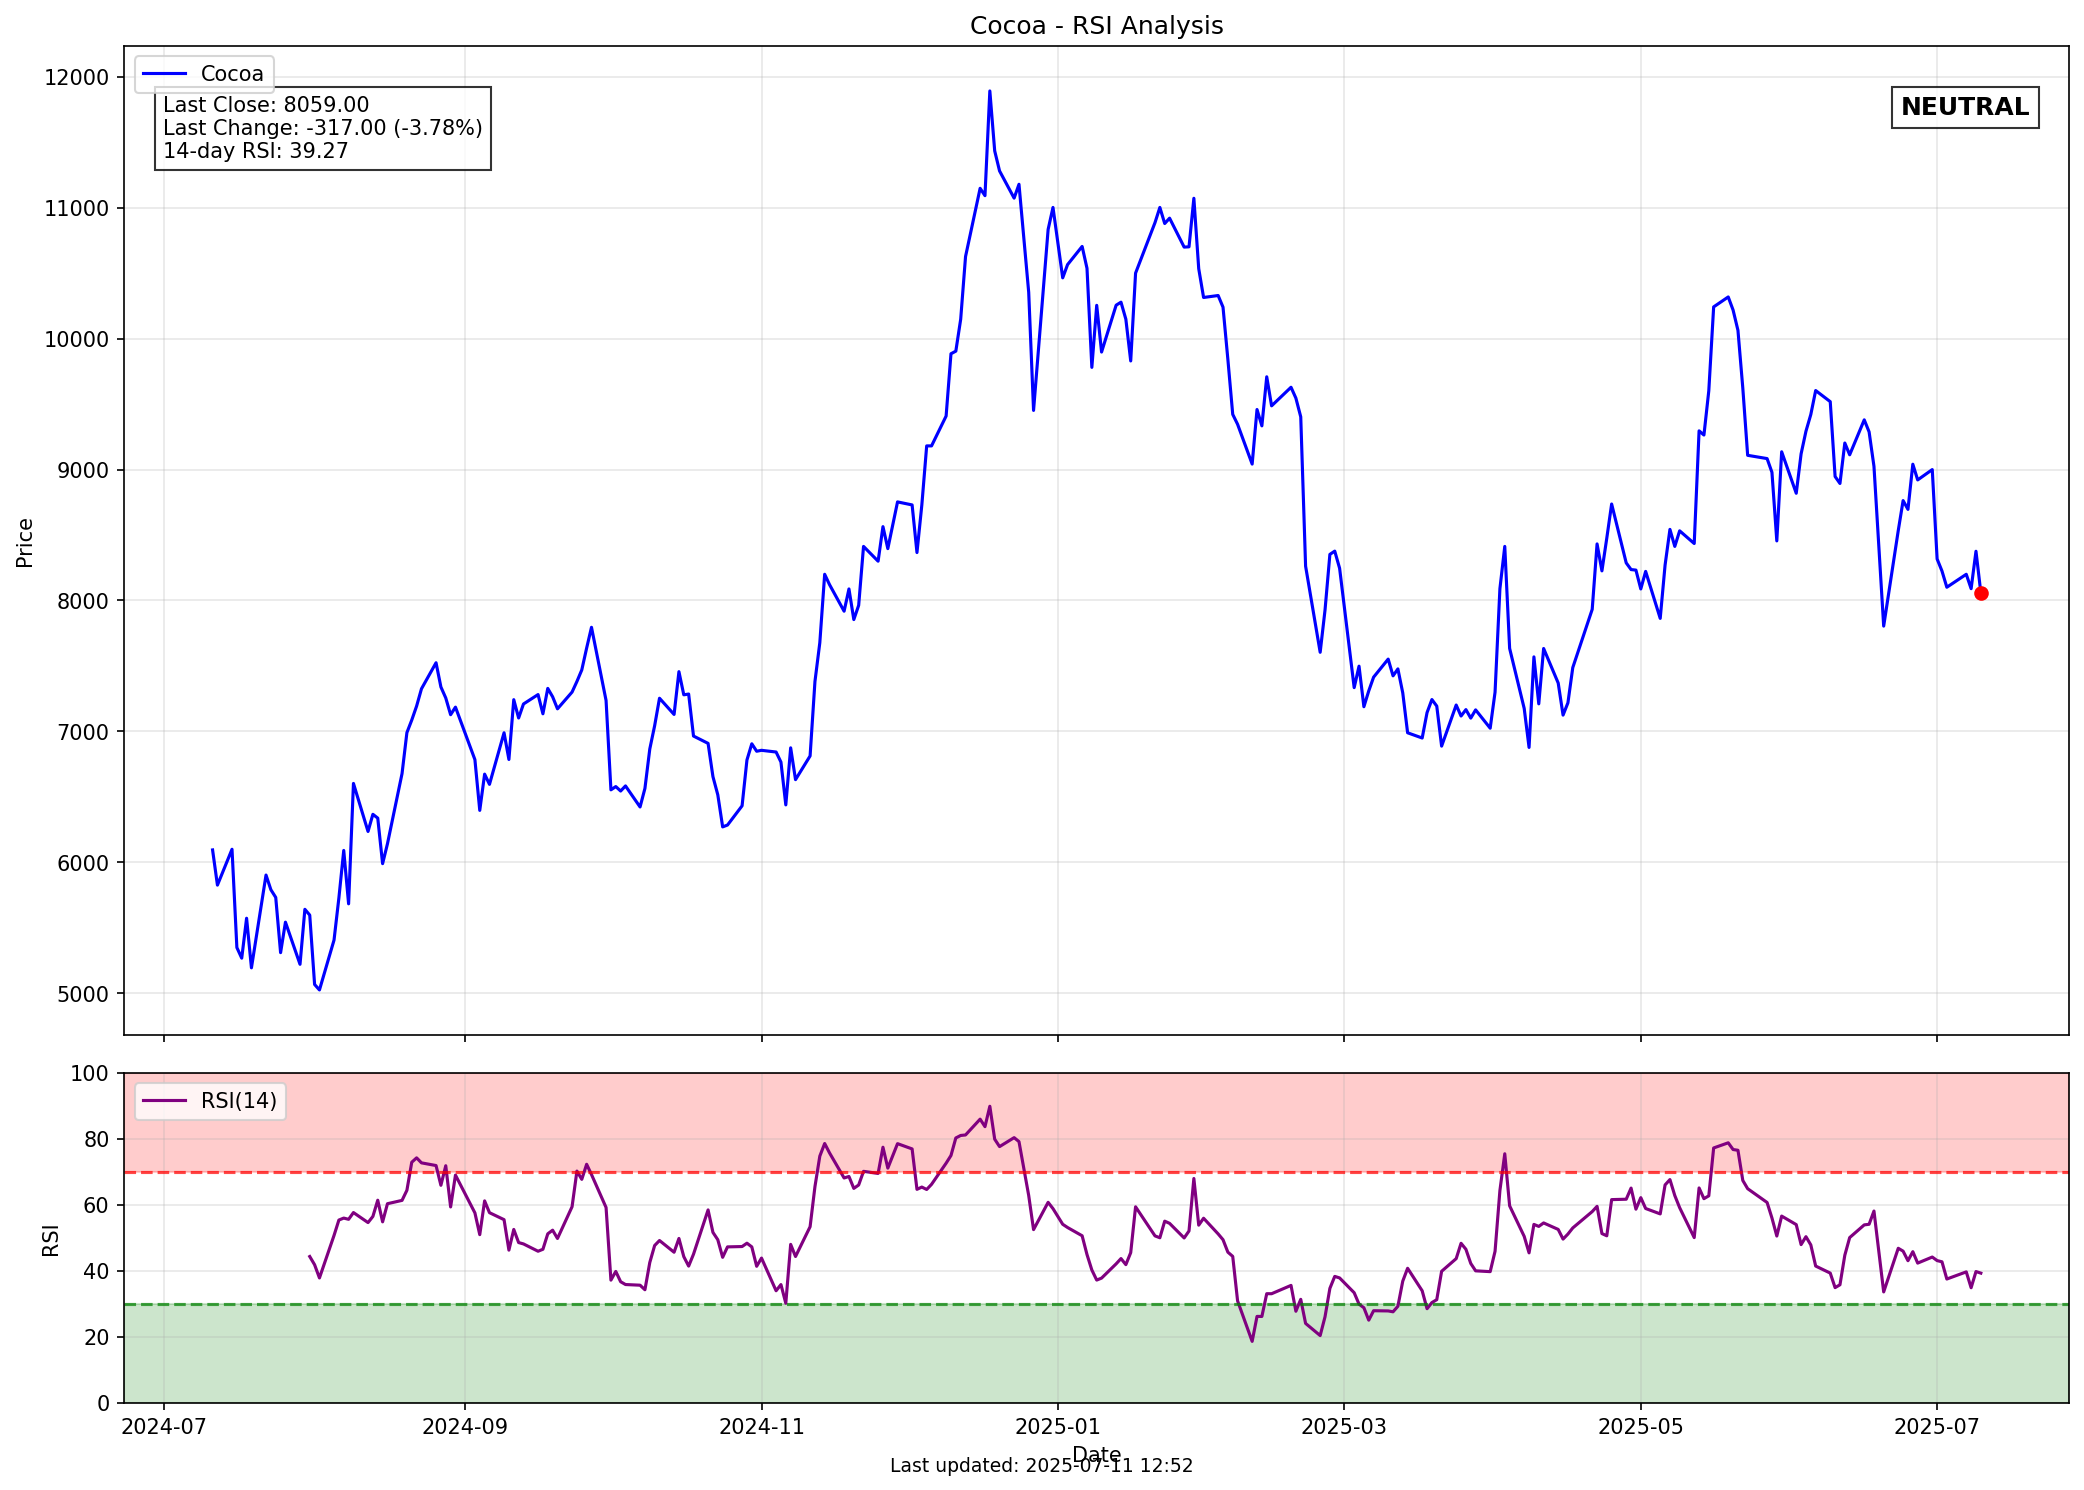 Cocoa - RSI Analysis
Cocoa
Last Close: 8059.00
Last Change: -317.00 (-3.78%)
14-day RSI: 39.27
NEUTRAL
12000
11000
10000
9000
8000
7000
6000
5000
Price
RSI(14)
100
80
60
40
20
0
RSI
2024-07
2024-09
2024-11
2025-01
2025-03
2025-05
2025-07
Date
Last updated: 2025-07-11 12:52